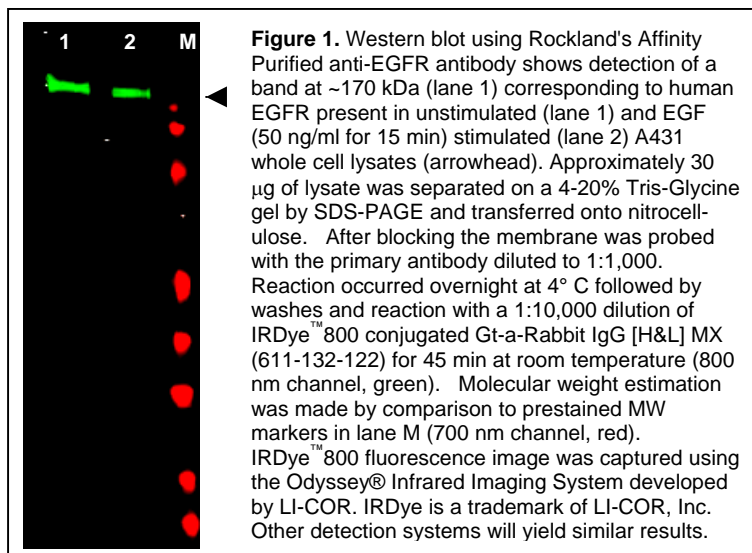 1 2 M
Figure 1. Western blot using Rockland's Affinity
Purified anti-EGFR antibody shows detection of a
band at ~170 kDa (lane 1) corresponding to human
EGFR present in unstimulated (lane 1) and EGF
(50 ng/ml for 15 min) stimulated (lane 2) A431
whole cell lysates (arrowhead). Approximately 30
μg of lysate was separated on a 4-20% Tris-Glycine
gel by SDS-PAGE and transferred onto nitrocell-
ulose. After blocking the membrane was probed
with the primary antibody diluted to 1:1,000.
Reaction occurred overnight at 4° C followed by
washes and reaction with a 1:10,000 dilution of
IRDye™800 conjugated Gt-a-Rabbit IgG [H&L] MX
(611-132-122) for 45 min at room temperature (800
nm channel, green). Molecular weight estimation
was made by comparison to prestained MW
markers in lane M (700 nm channel, red).
IRDye™800 fluorescence image was captured using
the Odyssey® Infrared Imaging System developed
by LI-COR. IRDye is a trademark of LI-COR, Inc.
Other detection systems will yield similar results.